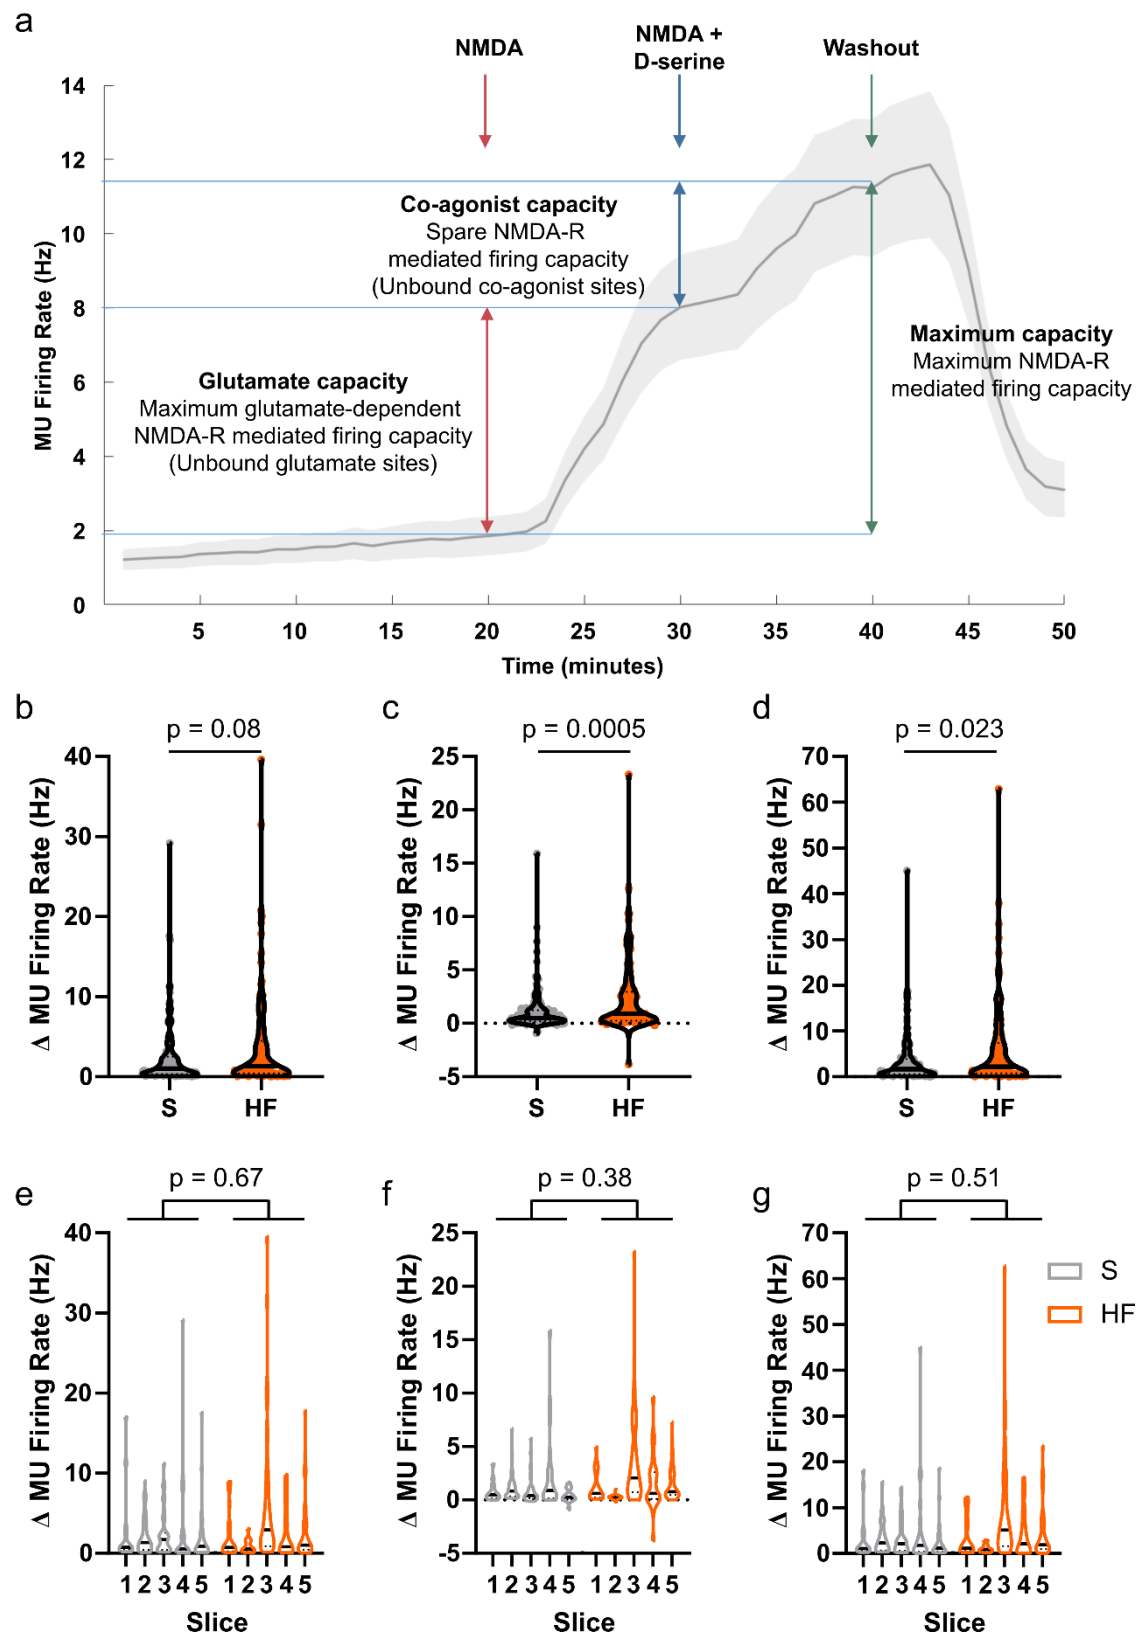 a
NMDA
NMDA +
D-serine
Washout
14
12
10
8
6
4
2
0
MU Firing Rate (Hz)
Co-agonist capacity
Spare NMDA-R
mediated firing capacity
(Unbound co-agonist sites)
Glutamate capacity
Maximum glutamate-dependent
NMDA-R mediated firing capacity
(Unbound glutamate sites)
Maximum capacity
Maximum NMDA-R
mediated firing capacity
5 10 15 20 25 30 35 40 45 50
Time (minutes)
b
p = 0.08
40
30
20
10
0
Δ MU Firing Rate (Hz)
S HF
c
p = 0.0005
25
20
15
10
5
0
-5
Δ MU Firing Rate (Hz)
S HF
d
p = 0.023
70
60
50
40
30
20
10
0
Δ MU Firing Rate (Hz)
S HF
e
p = 0.67
40
30
20
10
0
Δ MU Firing Rate (Hz)
1 2 3 4 5 1 2 3 4 5
Slice
f
p = 0.38
25
20
15
10
5
0
-5
Δ MU Firing Rate (Hz)
1 2 3 4 5 1 2 3 4 5
Slice
g
p = 0.51
70
60
50
40
30
20
10
0
Δ MU Firing Rate (Hz)
1 2 3 4 5 1 2 3 4 5
Slice
S
HF